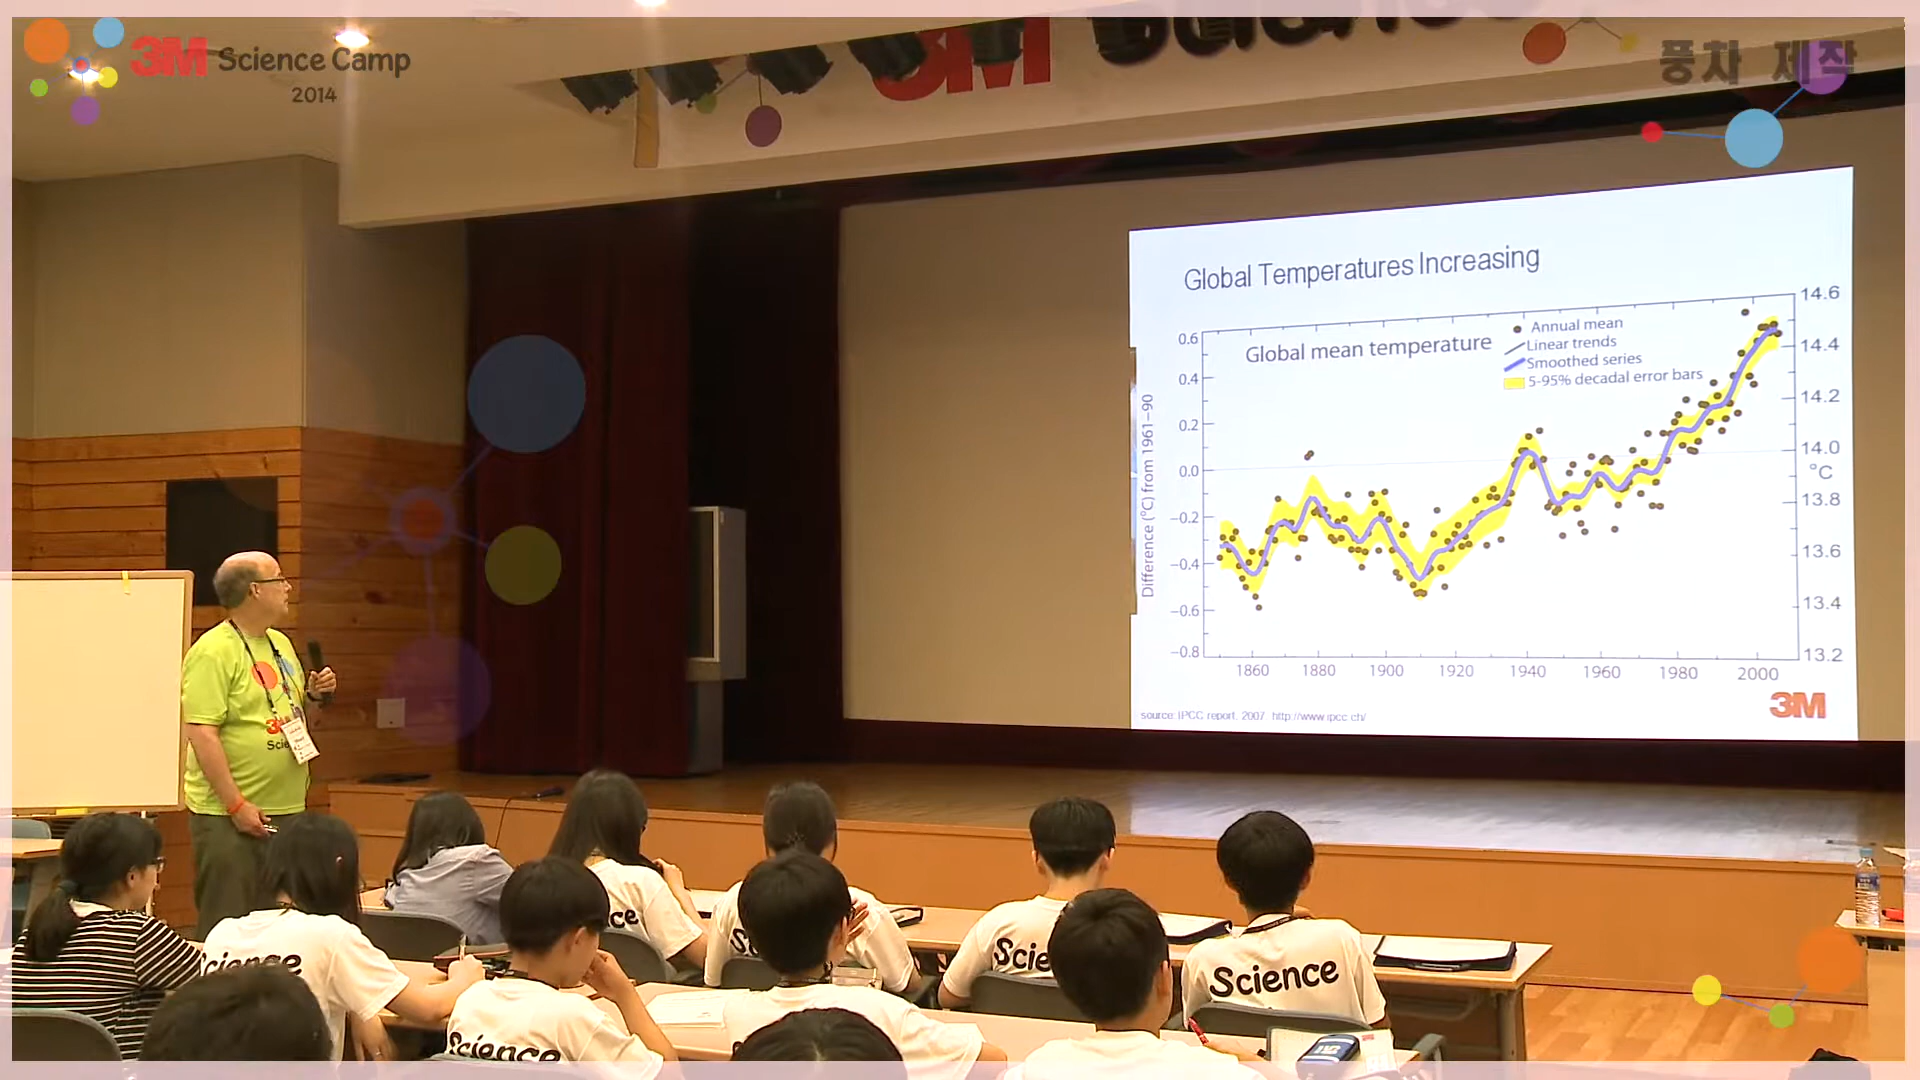 3M Science Camp
2014
풍차 제작
3M
Global Temperatures Increasing
Global mean temperature
Annual mean
Linear trends
Smoothed series
5-95% decadal error bars
Difference (°C) from 1961–90
0.6
0.4
0.2
0.0
−0.2
−0.4
−0.6
−0.8
14.6
14.4
14.2
14.0
°C
13.8
13.6
13.4
13.2
1860 1880 1900 1920 1940 1960 1980 2000
source: IPCC report, 2007 http://www.ipcc.ch/
3M
Science
Science
Science